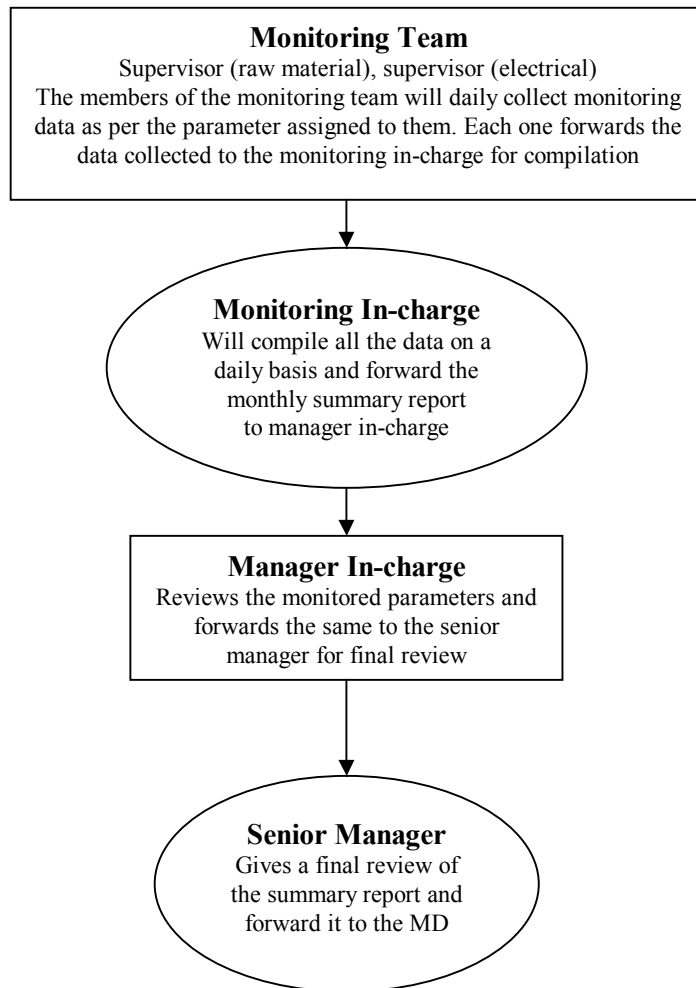 Monitoring Team
Supervisor (raw material), supervisor (electrical)
The members of the monitoring team will daily collect monitoring
data as per the parameter assigned to them. Each one forwards the
data collected to the monitoring in-charge for compilation
Monitoring In-charge
Will compile all the data on a
daily basis and forward the
monthly summary report
to manager in-charge
Manager In-charge
Reviews the monitored parameters and
forwards the same to the senior
manager for final review
Senior Manager
Gives a final review of
the summary report and
forward it to the MD